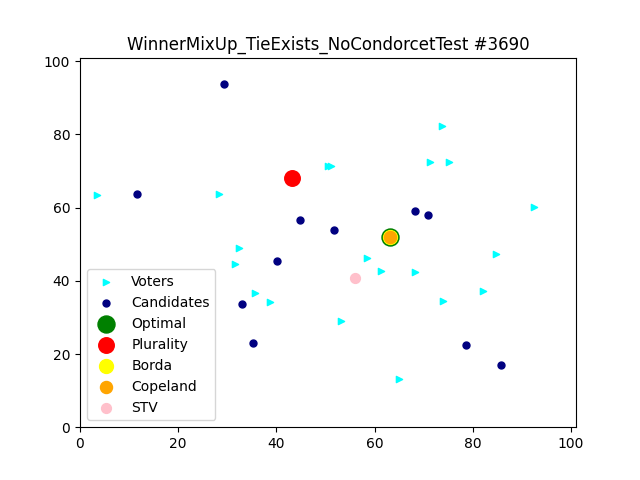 WinnerMixUp_TieExists_NoCondorcetTest #3690
100
80
60
40
20
0
Voters
Candidates
Optimal
Plurality
Borda
Copeland
STV
0 20 40 60 80 100